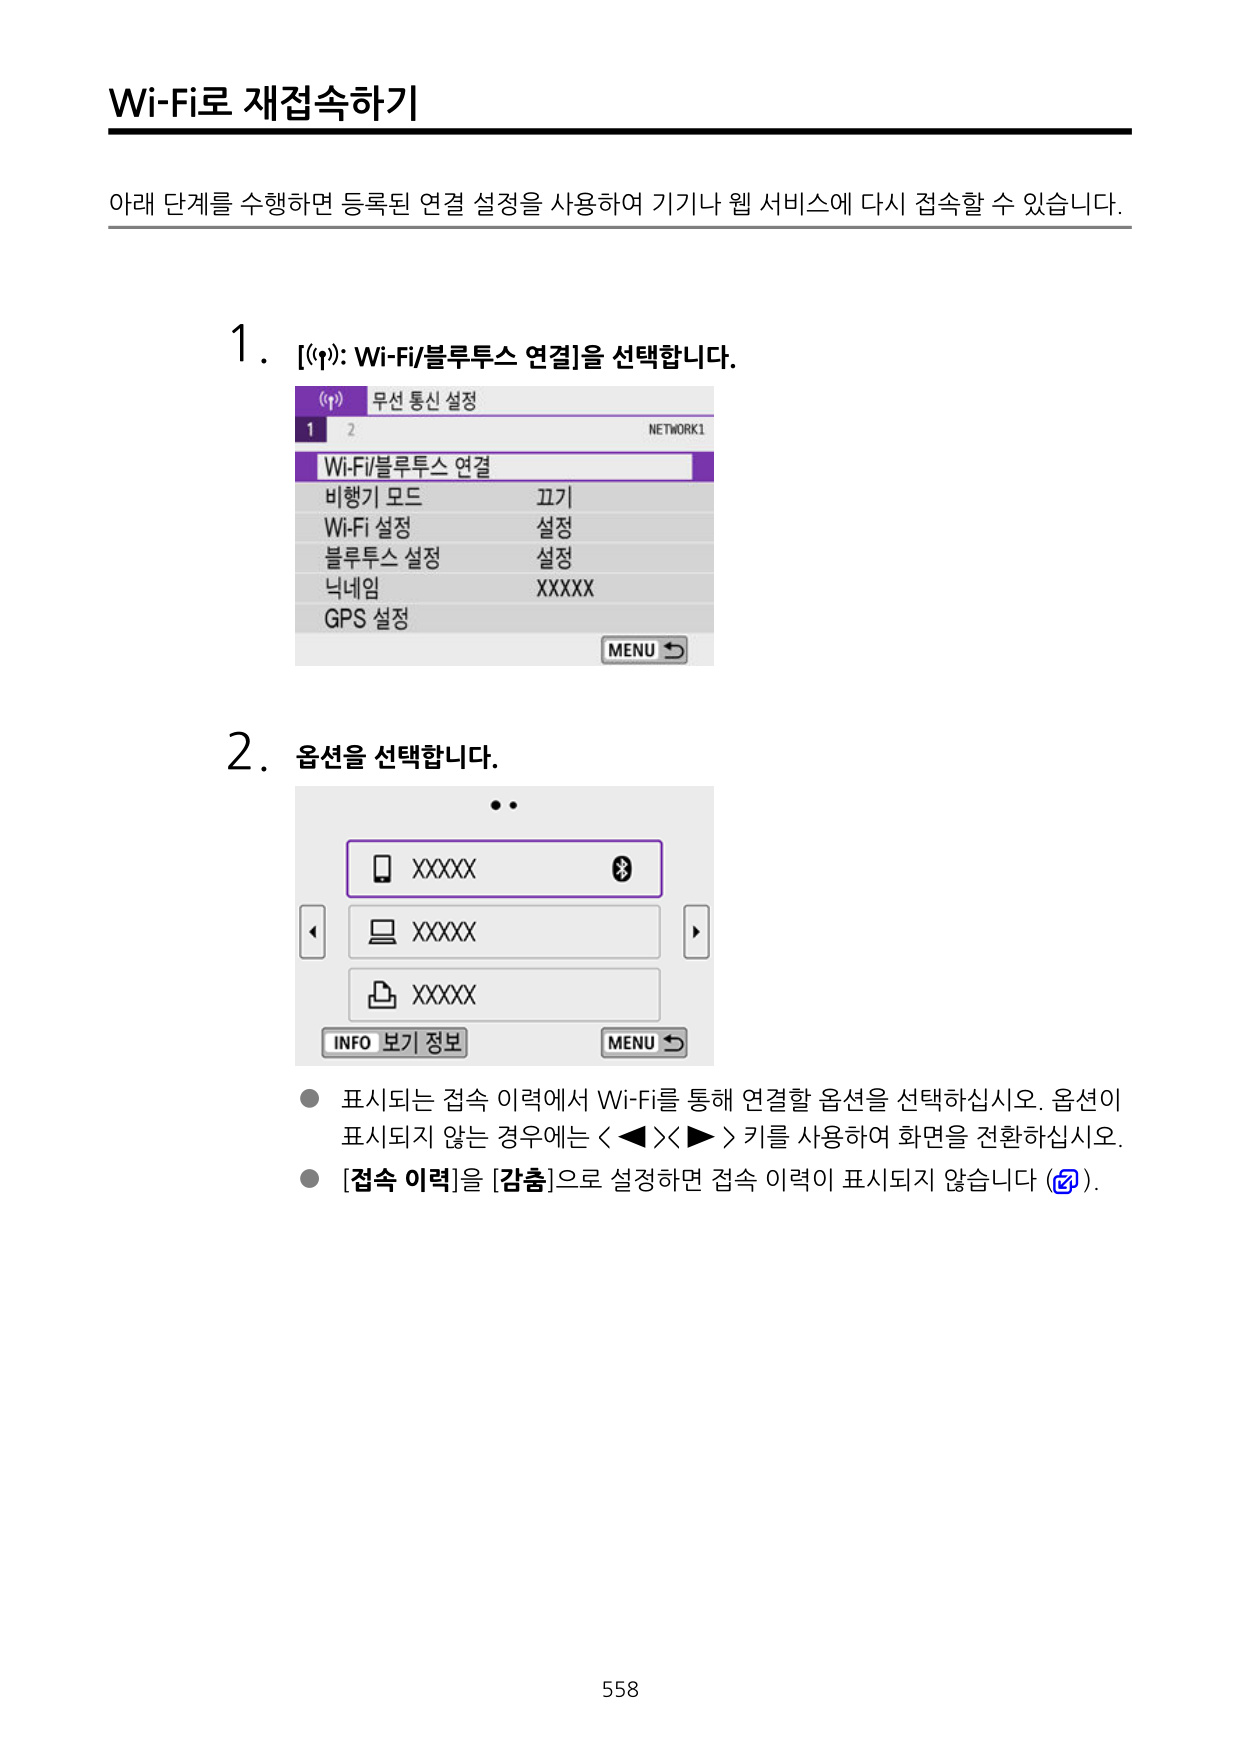 Wi-Fi로 재접속하기
아래 단계를 수행하면 등록된 연결 설정을 사용하여 기기나 웹 서비스에 다시 접속할 수 있습니다.
1. [: Wi-Fi/블루투스 연결]을 선택합니다.
무선 통신 설정
1 2 NETWORK1
Wi-Fi/블루투스 연결
비행기 모드 끄기
Wi-Fi 설정 설정
블루투스 설정 설정
닉네임 XXXXX
GPS 설정
MENU
2. 옵션을 선택합니다.
XXXXX
XXXXX
XXXXX
INFO 보기 정보 MENU
● 표시되는 접속 이력에서 Wi-Fi를 통해 연결할 옵션을 선택하십시오. 옵션이
표시되지 않는 경우에는 < ◀ >< ▶ > 키를 사용하여 화면을 전환하십시오.
● [접속 이력]을 [감춤]으로 설정하면 접속 이력이 표시되지 않습니다 ( ).
558